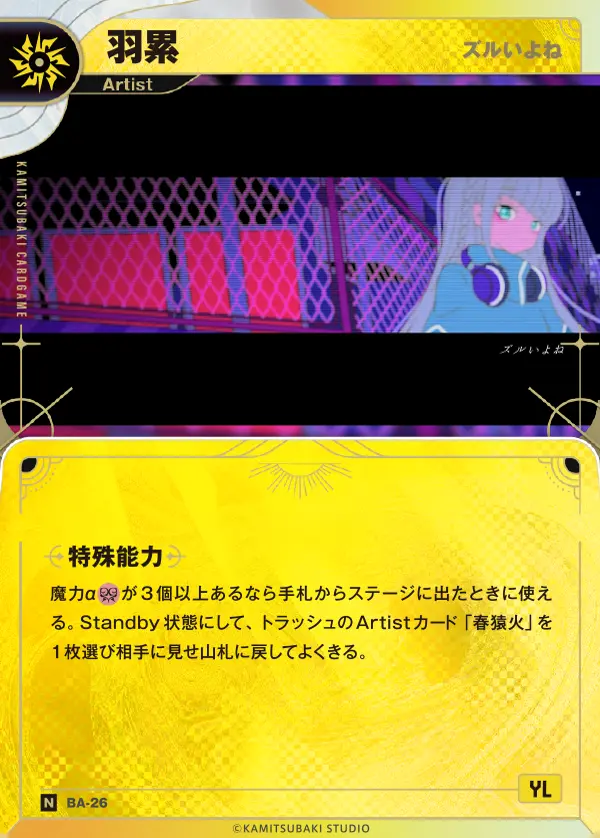 羽累
ズルいよね
Artist
KAMITSUBAKI CARDGAME
ズルいよね
特殊能力
魔力αが3個以上あるなら手札からステージに出たときに使え
る。Standby状態にして、トラッシュのArtistカード「春猿火」を
1枚選び相手に見せ山札に戻してよくきる。
YL
N BA-26
©KAMITSUBAKI STUDIO